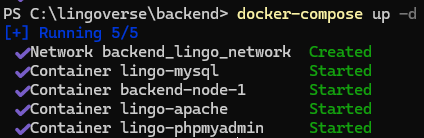 PS C:\lingoverse\backend> docker-compose up -d
[+] Running 5/5
✔Network backend_lingo_network Created
✔Container lingo-mysql Started
✔Container backend-node-1 Started
✔Container lingo-apache Started
✔Container lingo-phpmyadmin Started